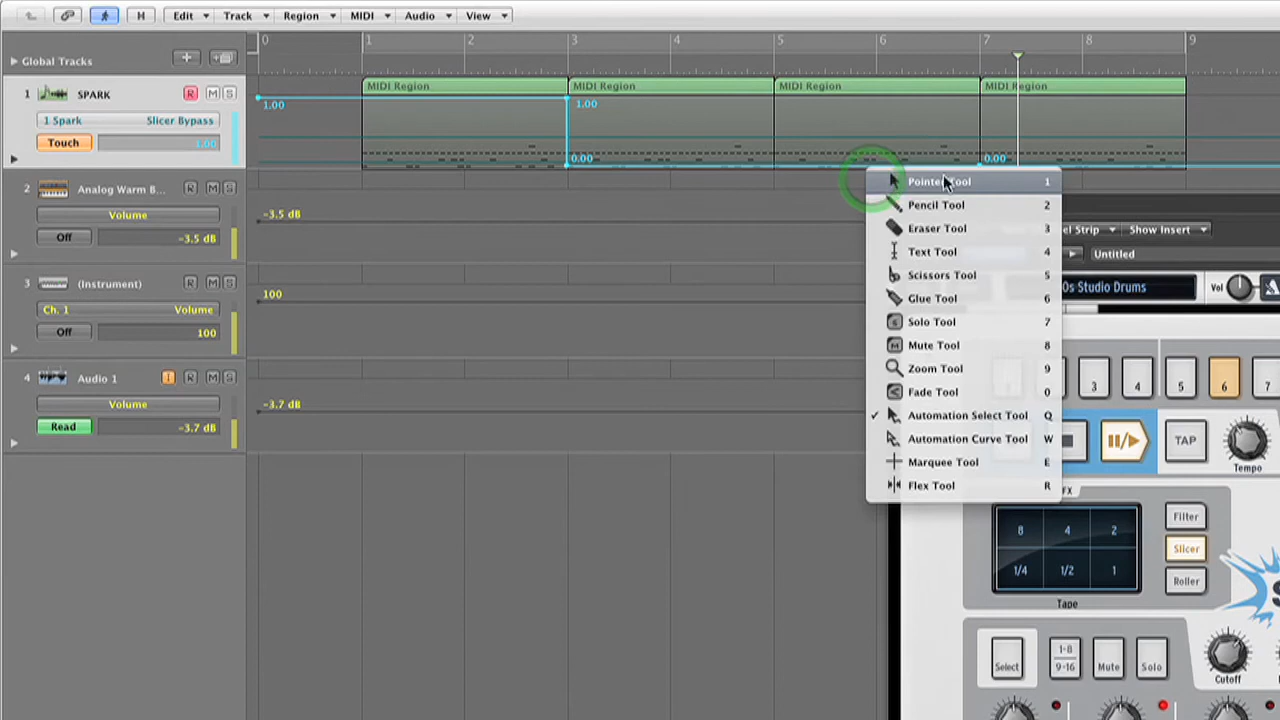 H Edit Track Region MIDI Audio View
Global Tracks
0 1 2 3 4 5 6 7 8 9
1 SPARK R M S
1 Spark Slicer Bypass
Touch 1.00
MIDI Region MIDI Region MIDI Region MIDI Region
1.00 1.00
0.00 0.00
2 Analog Warm B... R M S
Volume
Off -3.5 dB
-3.5 dB
3 (Instrument) R M S
Ch. 1 Volume
Off 100
100
4 Audio 1 I R M S
Volume
Read -3.7 dB
-3.7 dB
Pointer Tool 1
Pencil Tool 2
Eraser Tool 3
Text Tool 4
Scissors Tool 5
Glue Tool 6
Solo Tool 7
Mute Tool 8
Zoom Tool 9
Fade Tool 0
Automation Select Tool Q
Automation Curve Tool W
Marquee Tool E
Flex Tool R
Strip Show Insert
Untitled
0s Studio Drums Vol
3 4 5 6 7
TAP
Tempo
FX
8 4 2
1/4 1/2 1
Filter
Slicer
Roller
Tape
Select 1-8 9-16 Mute Solo
Cutoff